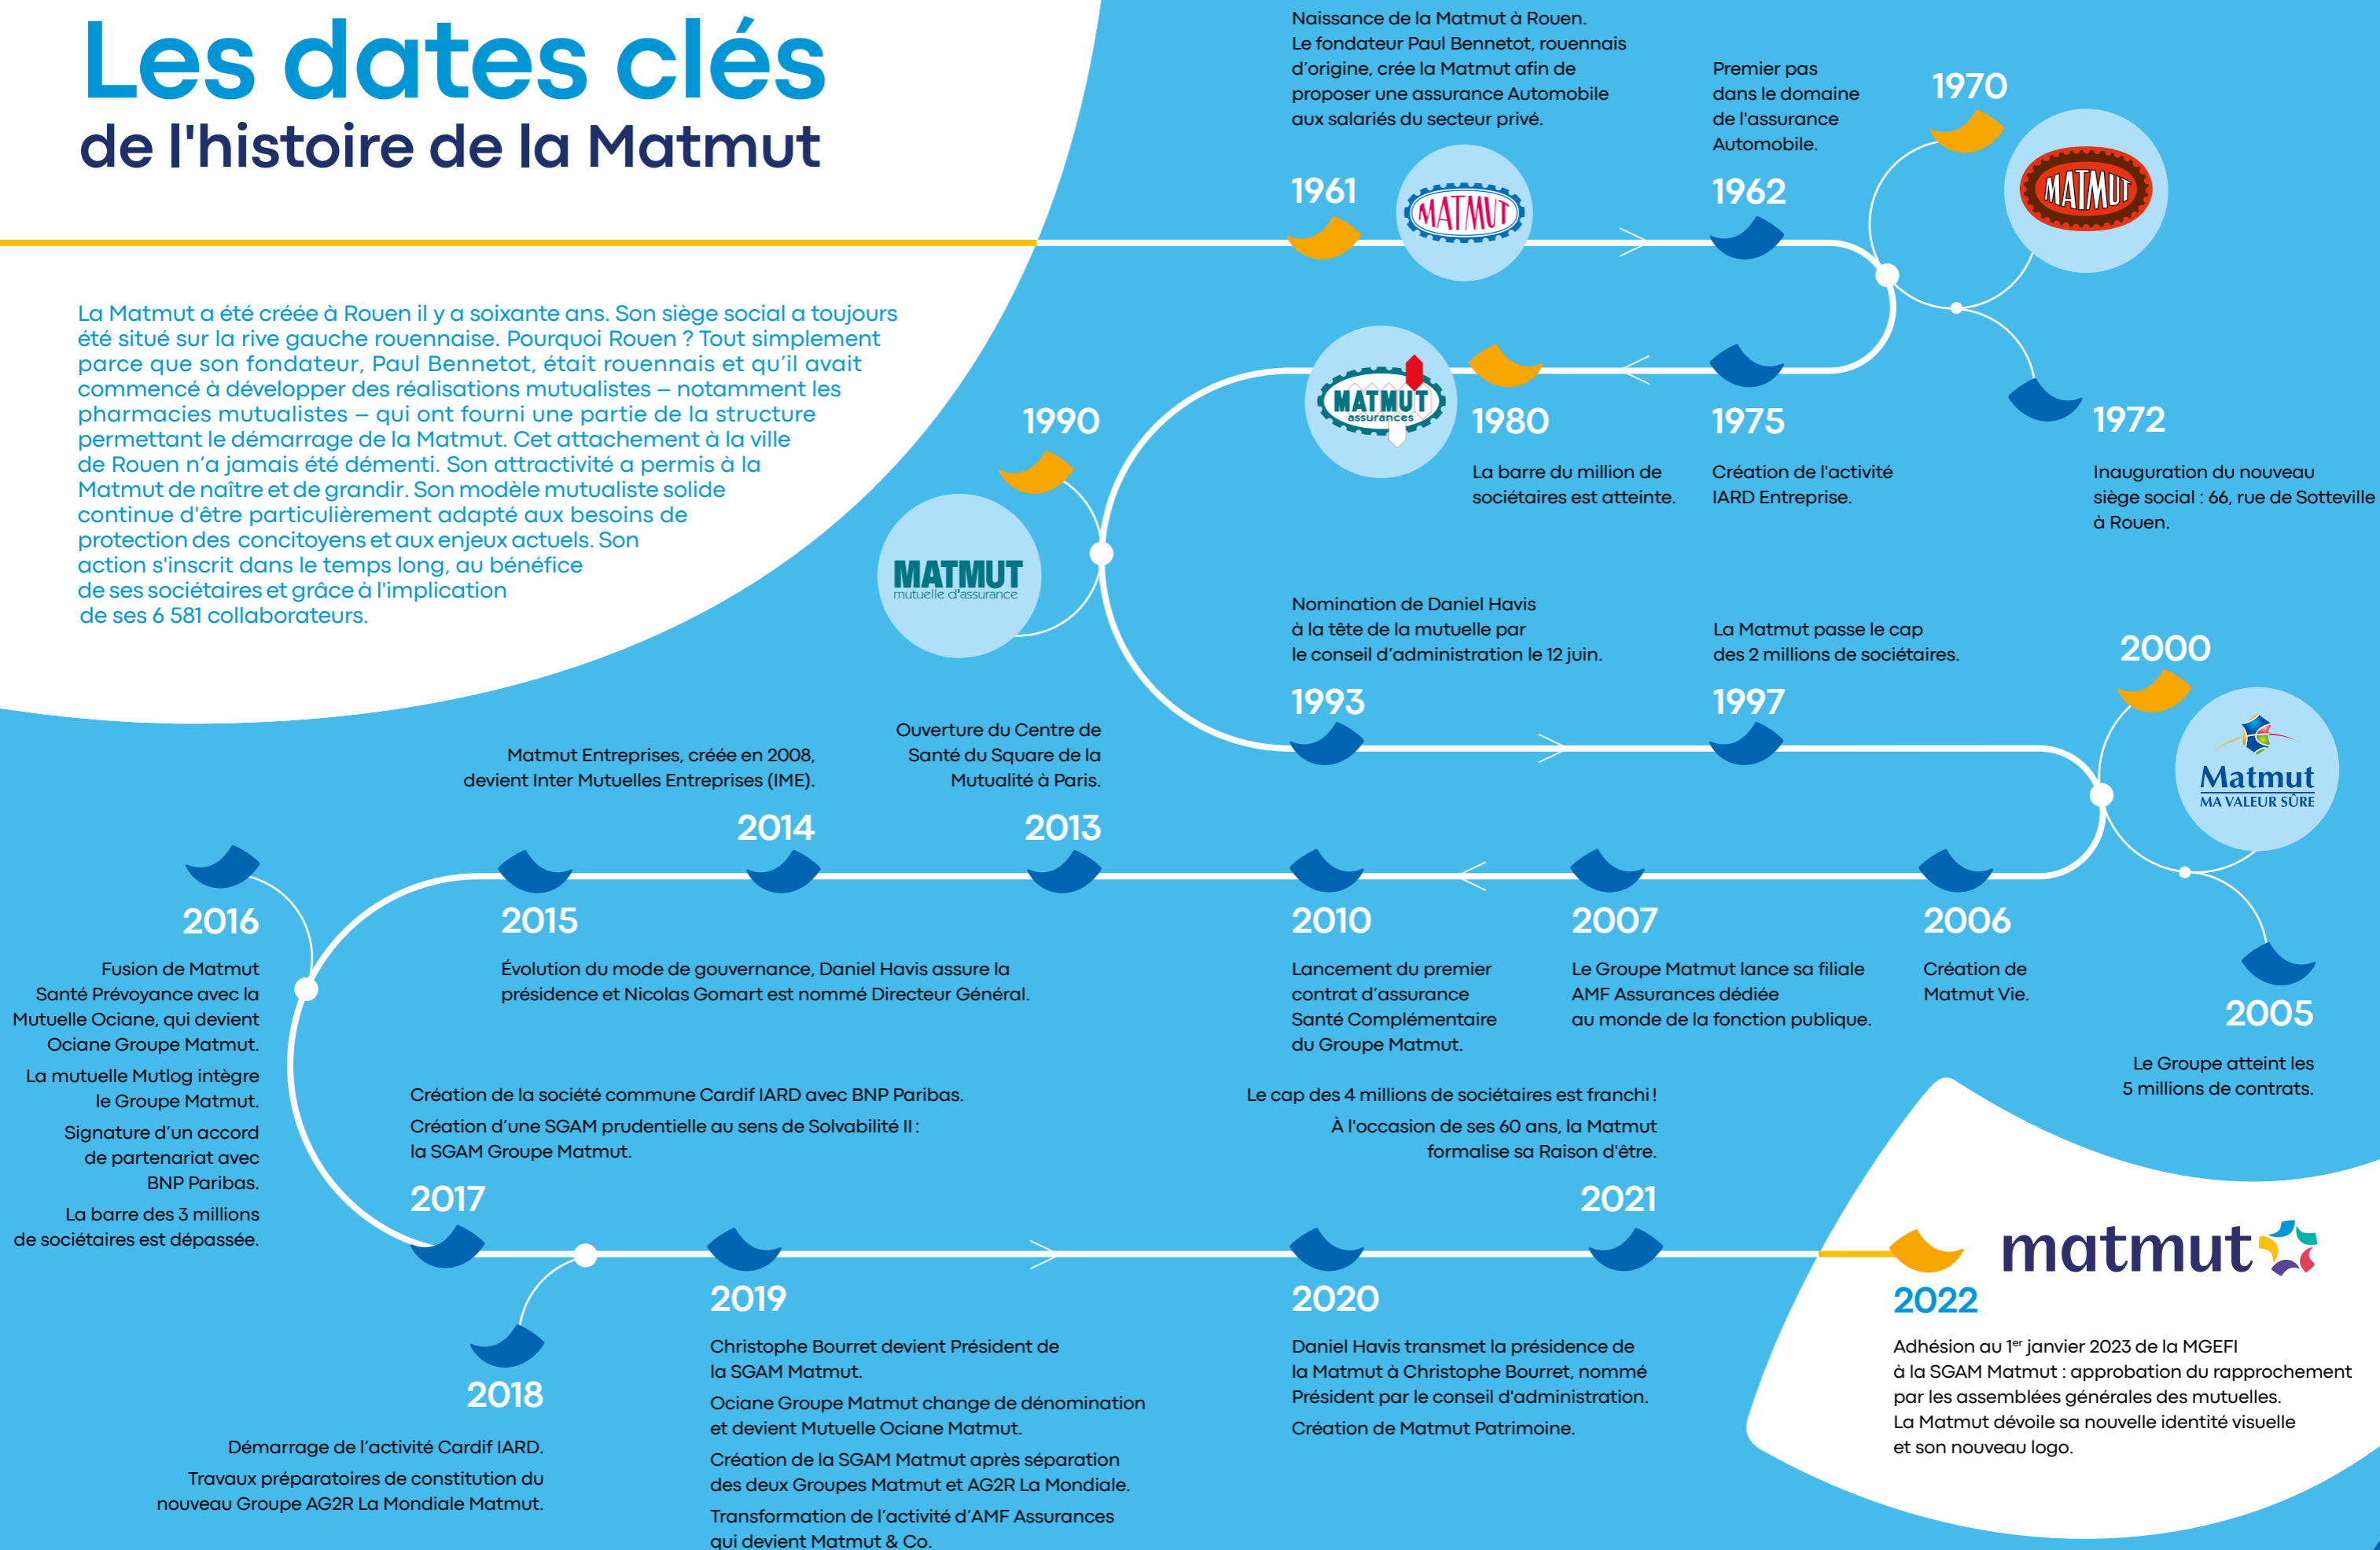 Les dates clés
de l'histoire de la Matmut
La Matmut a été créée à Rouen il y a soixante ans. Son siège social a toujours
été situé sur la rive gauche rouennaise. Pourquoi Rouen ? Tout simplement
parce que son fondateur, Paul Bennetot, était rouennais et qu'il avait
commencé à développer des réalisations mutualistes – notamment les
pharmacies mutualistes – qui ont fourni une partie de la structure
permettant le démarrage de la Matmut. Cet attachement à la ville
de Rouen n'a jamais été démenti. Son attractivité a permis à la
Matmut de naître et de grandir. Son modèle mutualiste solide
continue d'être particulièrement adapté aux besoins de
protection des concitoyens et aux enjeux actuels. Son
action s'inscrit dans le temps long, au bénéfice
de ses sociétaires et grâce à l'implication
de ses 6 581 collaborateurs.
Naissance de la Matmut à Rouen.
Le fondateur Paul Bennetot, rouennais
d'origine, crée la Matmut afin de
proposer une assurance Automobile
aux salariés du secteur privé.
1961
MATMUT
Premier pas
dans le domaine
de l'assurance
Automobile.
1962
1970
MATMUT
1972
Inauguration du nouveau
siège social : 66, rue de Sotteville
à Rouen.
1975
Création de l'activité
IARD Entreprise.
1980
La barre du million de
sociétaires est atteinte.
MATMUT
assurances
1990
MATMUT
mutuelle d'assurance
Nomination de Daniel Havis
à la tête de la mutuelle par
le conseil d'administration le 12 juin.
1993
La Matmut passe le cap
des 2 millions de sociétaires.
1997
2000
Matmut
MA VALEUR SÛRE
2005
Le Groupe atteint les
5 millions de contrats.
2006
Création de
Matmut Vie.
2007
Le Groupe Matmut lance sa filiale
AMF Assurances dédiée
au monde de la fonction publique.
2010
Lancement du premier
contrat d'assurance
Santé Complémentaire
du Groupe Matmut.
Ouverture du Centre de
Santé du Square de la
Mutualité à Paris.
2013
Matmut Entreprises, créée en 2008,
devient Inter Mutuelles Entreprises (IME).
2014
2015
Évolution du mode de gouvernance, Daniel Havis assure la
présidence et Nicolas Gomart est nommé Directeur Général.
2016
Fusion de Matmut
Santé Prévoyance avec la
Mutuelle Ociane, qui devient
Ociane Groupe Matmut.
La mutuelle Mutlog intègre
le Groupe Matmut.
Signature d'un accord
de partenariat avec
BNP Paribas.
La barre des 3 millions
de sociétaires est dépassée.
Création de la société commune Cardif IARD avec BNP Paribas.
Création d'une SGAM prudentielle au sens de Solvabilité II :
la SGAM Groupe Matmut.
2017
2018
Démarrage de l'activité Cardif IARD.
Travaux préparatoires de constitution du
nouveau Groupe AG2R La Mondiale Matmut.
2019
Christophe Bourret devient Président de
la SGAM Matmut.
Ociane Groupe Matmut change de dénomination
et devient Mutuelle Ociane Matmut.
Création de la SGAM Matmut après séparation
des deux Groupes Matmut et AG2R La Mondiale.
Transformation de l'activité d'AMF Assurances
qui devient Matmut & Co.
2020
Daniel Havis transmet la présidence de
la Matmut à Christophe Bourret, nommé
Président par le conseil d'administration.
Création de Matmut Patrimoine.
Le cap des 4 millions de sociétaires est franchi !
À l'occasion de ses 60 ans, la Matmut
formalise sa Raison d'être.
2021
matmut
2022
Adhésion au 1er janvier 2023 de la MGEFI
à la SGAM Matmut : approbation du rapprochement
par les assemblées générales des mutuelles.
La Matmut dévoile sa nouvelle identité visuelle
et son nouveau logo.